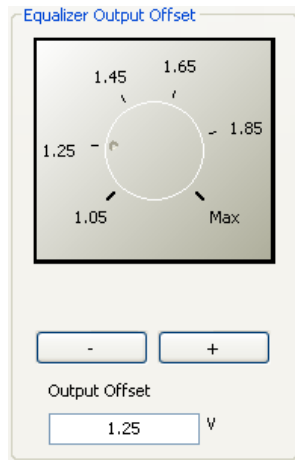 Equalizer Output Offset
1.45 1.65
1.25 1.85
1.05 Max
- +
Output Offset
1.25 V